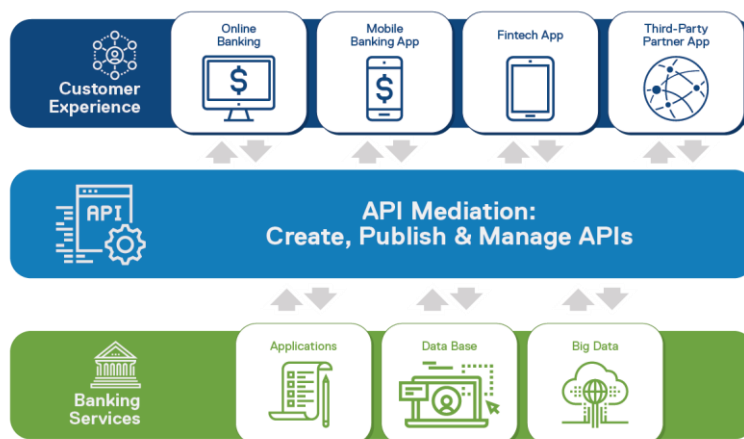 Online
Banking
Mobile
Banking App
Fintech App
Third-Party
Partner App
$
$
Customer
Experience
API
API Mediation:
Create, Publish & Manage APIs
Applications
Data Base
Big Data
Banking
Services